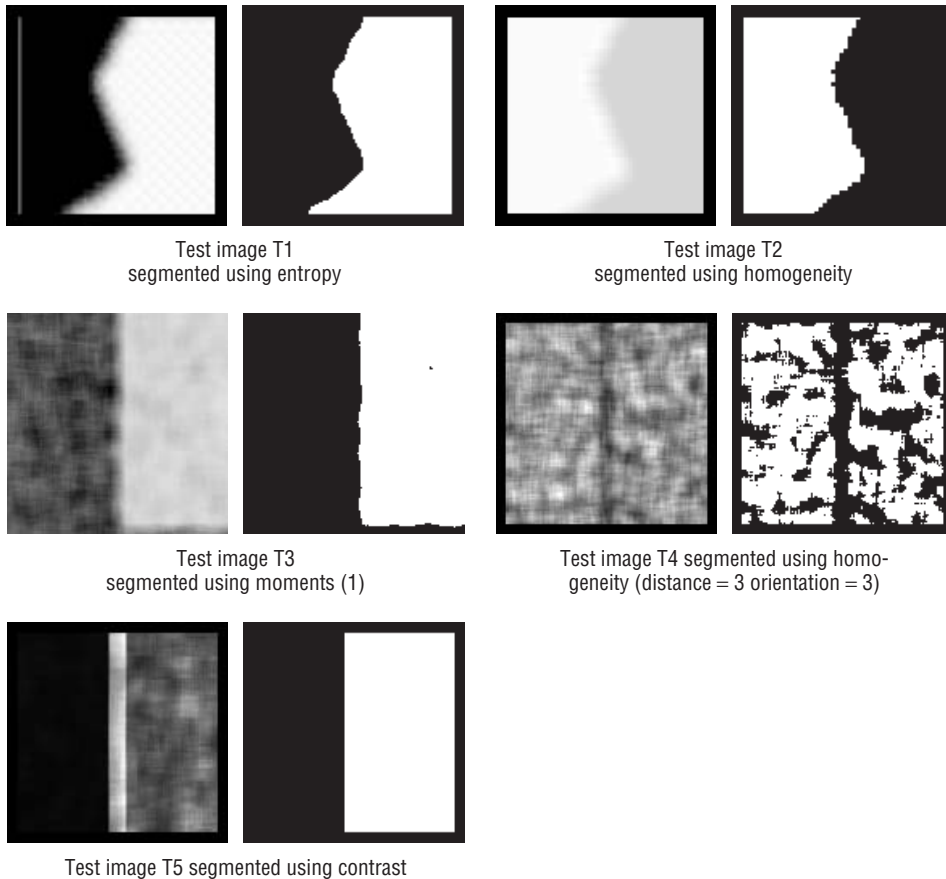 Test image T1
segmented using entropy
Test image T2
segmented using homogeneity
Test image T3
segmented using moments (1)
Test image T4 segmented using homo-
geneity (distance = 3 orientation = 3)
Test image T5 segmented using contrast